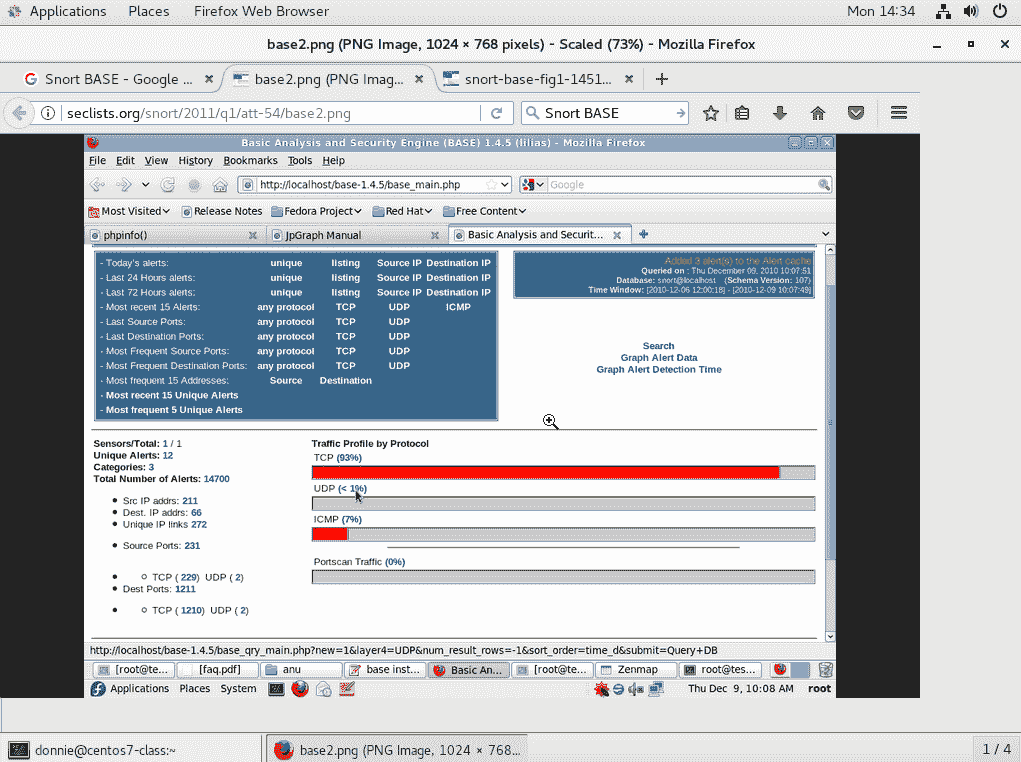 Applications Places Firefox Web Browser Mon 14:34
base2.png (PNG Image, 1024 × 768 pixels) - Scaled (73%) - Mozilla Firefox
Snort BASE - Google ... base2.png (PNG Imag... snort-base-fig1-1451...
seclists.org/snort/2011/q1/att-54/base2.png Snort BASE
Basic Analysis and Security Engine (BASE) 1.4.5 (lilias) - Mozilla Firefox
File Edit View History Bookmarks Tools Help
http://localhost/base-1.4.5/base_main.php Google
Most Visited Release Notes Fedora Project Red Hat Free Content
phpinfo() JpGraph Manual Basic Analysis and Securit...
- Today's alerts: unique listing Source IP Destination IP
- Last 24 Hours alerts: unique listing Source IP Destination IP
- Last 72 Hours alerts: unique listing Source IP Destination IP
- Most recent 15 Alerts: any protocol TCP UDP ICMP
- Last Source Ports: any protocol TCP UDP
- Last Destination Ports: any protocol TCP UDP
- Most Frequent Source Ports: any protocol TCP UDP
- Most Frequent Destination Ports: any protocol TCP UDP
- Most frequent 15 Addresses: Source Destination
- Most recent 15 Unique Alerts
- Most frequent 5 Unique Alerts
Added 3 alert(s) to the Alert cache
Queried on : Thu December 09, 2010 10:07:51
Database: snort@localhost (Schema Version: 107)
Time Window: [2010-12-06 12:00:18] - [2010-12-09 10:07:49]
Search
Graph Alert Data
Graph Alert Detection Time
Sensors/Total: 1 / 1
Unique Alerts: 12
Categories: 3
Total Number of Alerts: 14700
Src IP addrs: 211
Dest. IP addrs: 66
Unique IP links 272
Source Ports: 231
TCP ( 229) UDP ( 2)
Dest Ports: 1211
TCP ( 1210) UDP ( 2)
Traffic Profile by Protocol
TCP (93%)
UDP (< 1%)
ICMP (7%)
Portscan Traffic (0%)
http://localhost/base-1.4.5/base_qry_main.php?new=1&layer4=UDP&num_result_rows=-1&sort_order=time_d&submit=Query+DB
[root@te... [faq.pdf] anu base inst... Basic An... [root@te... Zenmap root@tes...
Applications Places System Thu Dec 9, 10:08 AM root
donnie@centos7-class:~ base2.png (PNG Image, 1024 × 768... 1 / 4